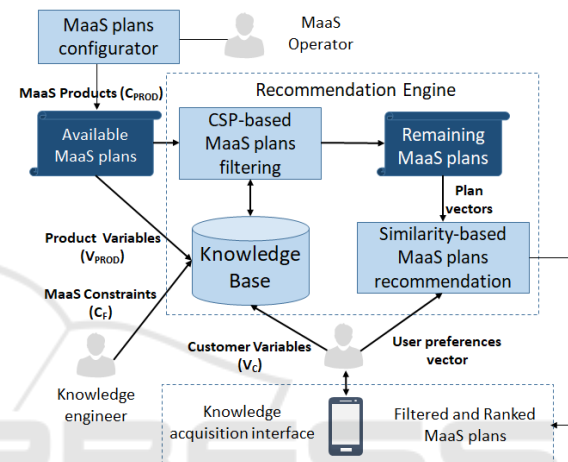 MaaS plans
configurator
MaaS
Operator
MaaS Products (CPROD)
Recommendation Engine
Available
MaaS plans
CSP-based
MaaS plans
filtering
Remaining
MaaS plans
Plan
vectors
Product Variables
(VPROD)
Knowledge
Base
Similarity-based
MaaS plans
recommendation
MaaS Constraints
(CF)
Customer Variables
(VC)
User preferences
vector
Knowledge
engineer
Knowledge
acquisition interface
Filtered and Ranked
MaaS plans